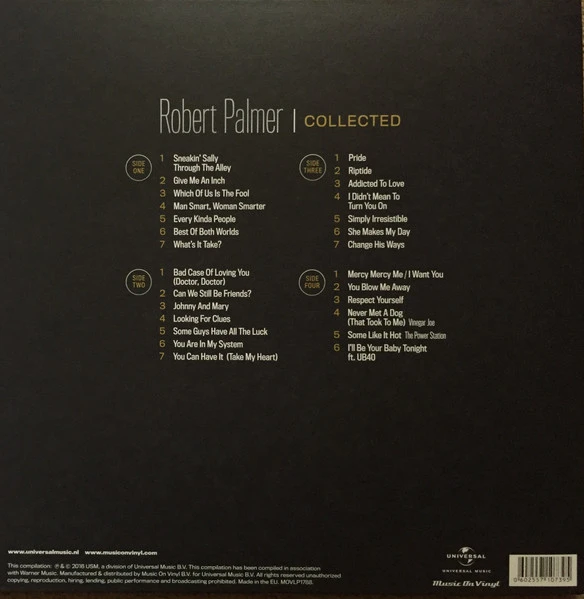 Robert Palmer | COLLECTED
SIDE
ONE
1 Sneakin' Sally
Through The Alley
2 Give Me An Inch
3 Which Of Us Is The Fool
4 Man Smart, Woman Smarter
5 Every Kinda People
6 Best Of Both Worlds
7 What's It Take?
SIDE
TWO
1 Bad Case Of Loving You
(Doctor, Doctor)
2 Can We Still Be Friends?
3 Johnny And Mary
4 Looking For Clues
5 Some Guys Have All The Luck
6 You Are In My System
7 You Can Have It (Take My Heart)
SIDE
THREE
1 Pride
2 Riptide
3 Addicted To Love
4 I Didn't Mean To
Turn You On
5 Simply Irresistible
6 She Makes My Day
7 Change His Ways
SIDE
FOUR
1 Mercy Mercy Me / I Want You
2 You Blow Me Away
3 Respect Yourself
4 Never Met A Dog
(That Took To Me) Vinegar Joe
5 Some Like It Hot The Power Station
6 I'll Be Your Baby Tonight
ft. UB40
www.universalmusic.nl www.musiconvinyl.com
This compilation: ℗ & © 2016 USM, a division of Universal Music B.V. This compilation has been compiled in association
with Warner Music. Manufactured & distributed by Music On Vinyl B.V. for Universal Music B.V. All rights reserved unauthorized
copying, reproduction, hiring, lending, public performance and broadcasting prohibited. Made in the EU. MOVLP1788.
UNIVERSAL
UNIVERSAL MUSIC
Music On Vinyl